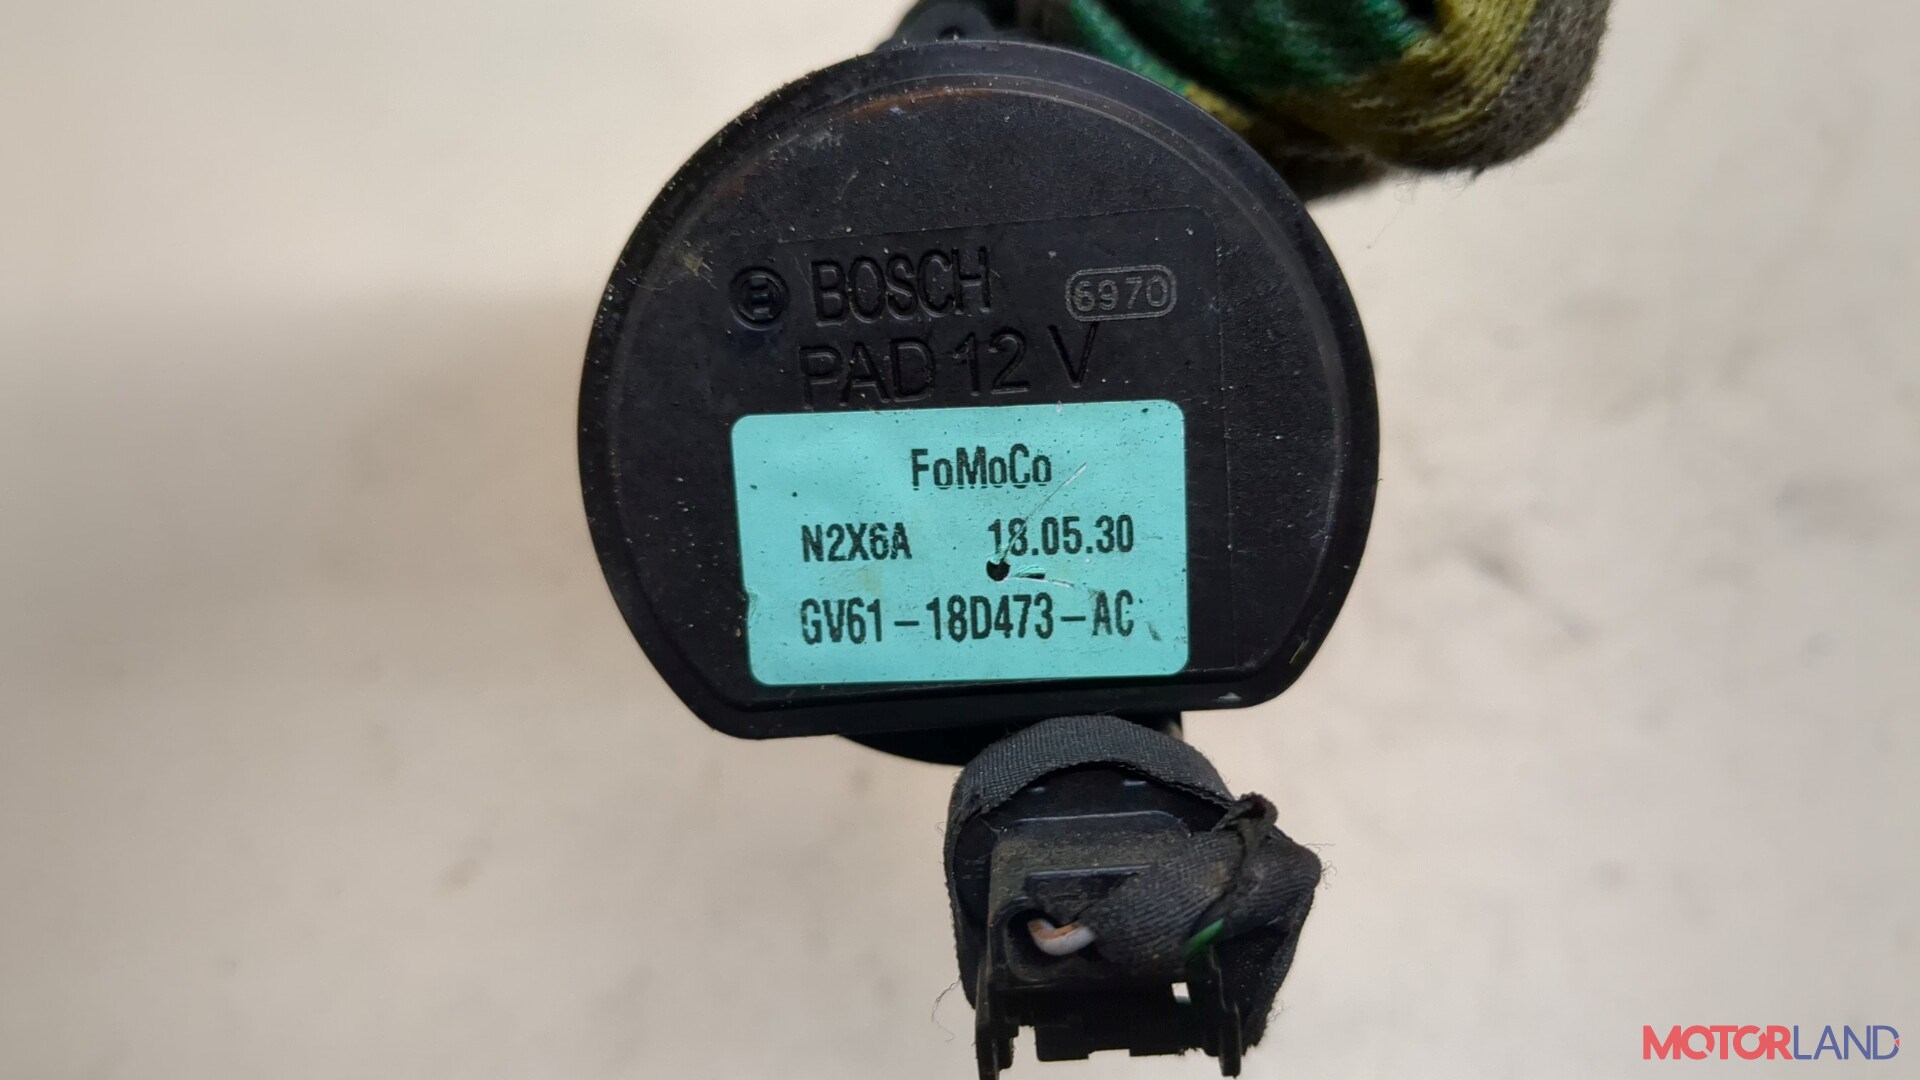 BOSCH 6970
PAD 12 V
FoMoCo
N2X6A 18.05.30
GV61-18D473-AC
MOTORLAND